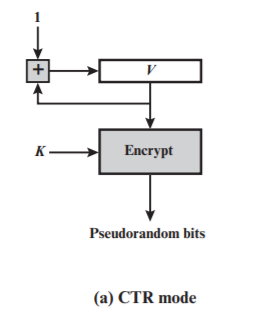 1
+
V
K
Encrypt
Pseudorandom bits
(a) CTR mode